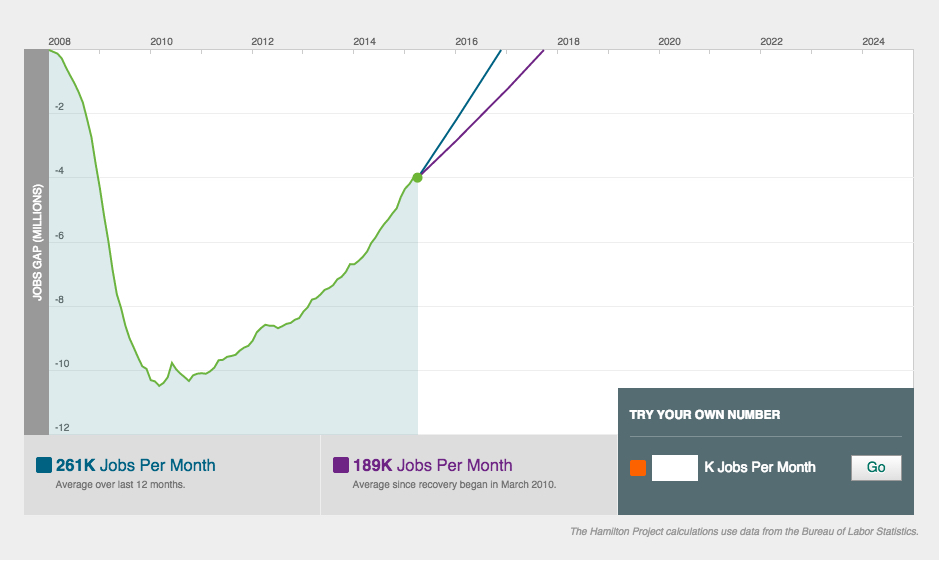 2008 2010 2012 2014 2016 2018 2020 2022 2024
JOBS GAP (MILLIONS)
-2
-4
-6
-8
-10
-12
261K Jobs Per Month
Average over last 12 months.
189K Jobs Per Month
Average since recovery began in March 2010.
TRY YOUR OWN NUMBER
K Jobs Per Month
Go
The Hamilton Project calculations use data from the Bureau of Labor Statistics.